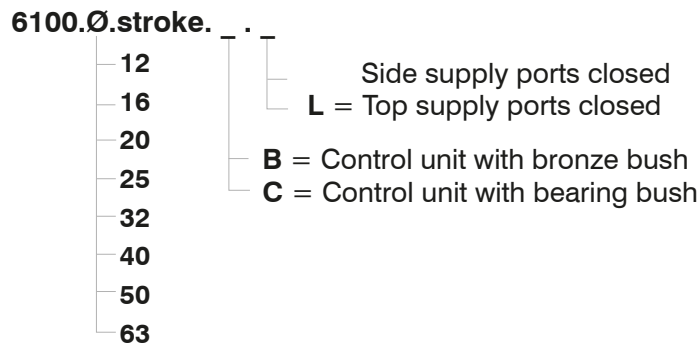 6100.Ø.stroke. _ . _
12
Side supply ports closed
16
L = Top supply ports closed
20
B = Control unit with bronze bush
25
C = Control unit with bearing bush
32
40
50
63